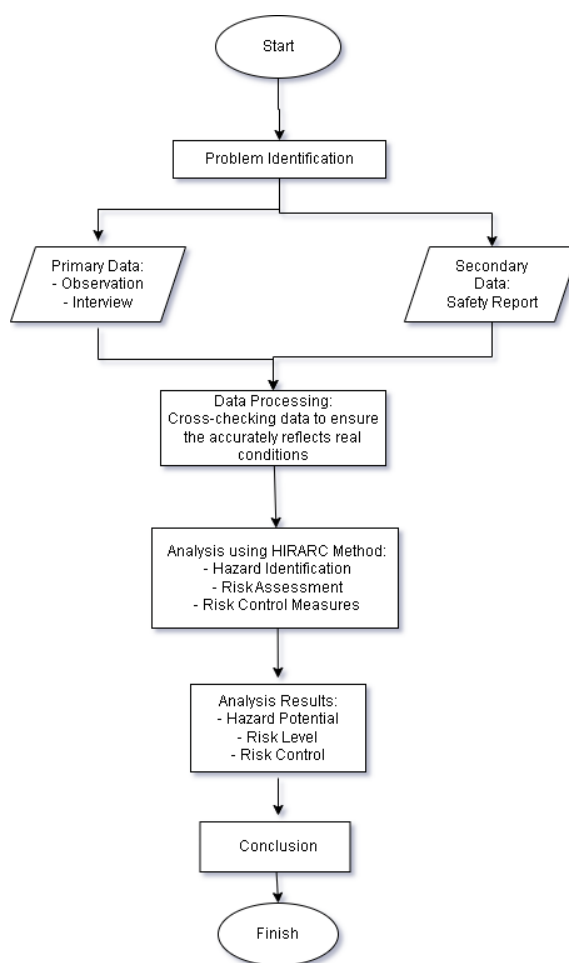 Start
Problem Identification
Primary Data:
- Observation
- Interview
Secondary
Data:
Safety Report
Data Processing:
Cross-checking data to ensure
the accurately reflects real
conditions
Analysis using HIRARC Method:
- Hazard Identification
- Risk Assessment
- Risk Control Measures
Analysis Results:
- Hazard Potential
- Risk Level
- Risk Control
Conclusion
Finish